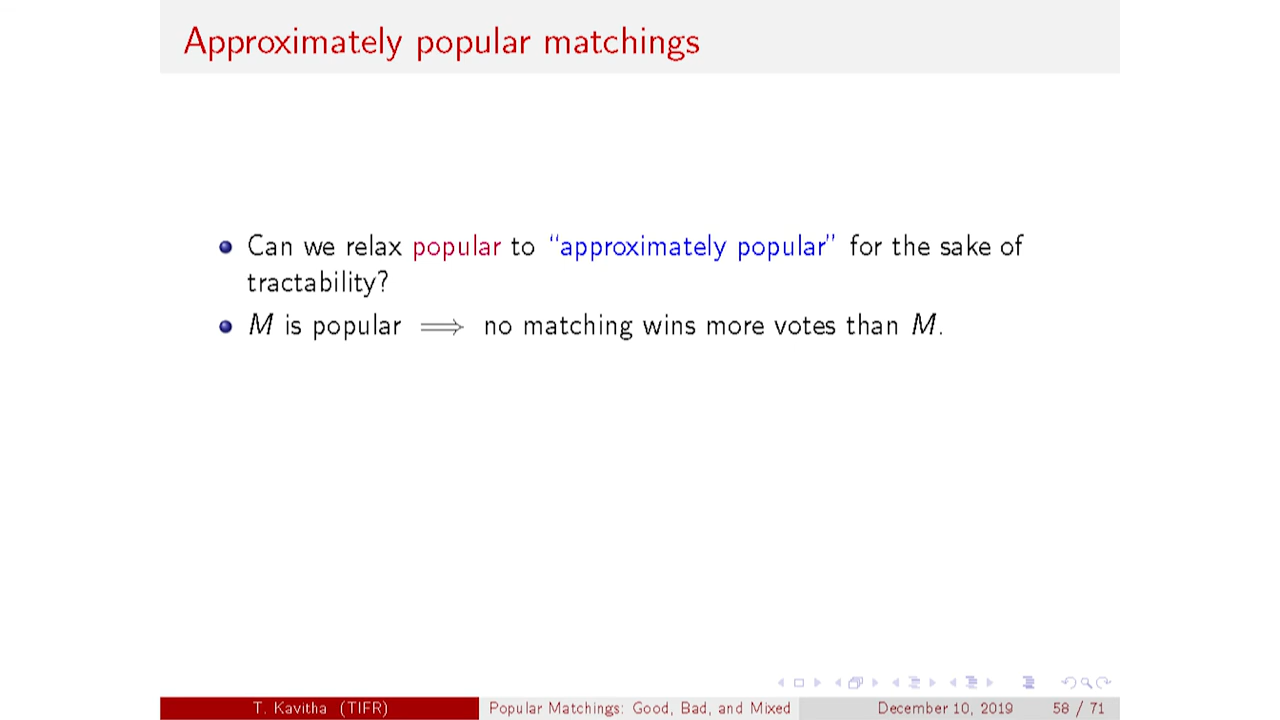 Approximately popular matchings
Can we relax popular to “approximately popular” for the sake of
tractability?
M is popular ⟹ no matching wins more votes than M.
T. Kavitha (TIFR) Popular Matchings: Good, Bad, and Mixed December 10, 2019 58 / 71